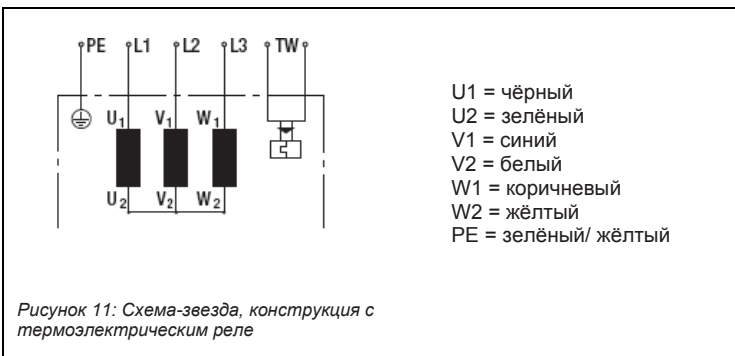 PE L1 L2 L3 TW
U1 V1 W1
U2 V2 W2
U1 = чёрный
U2 = зелёный
V1 = синий
V2 = белый
W1 = коричневый
W2 = жёлтый
PE = зелёный/ жёлтый
Рисунок 11: Схема-звезда, конструкция с
термоэлектрическим реле